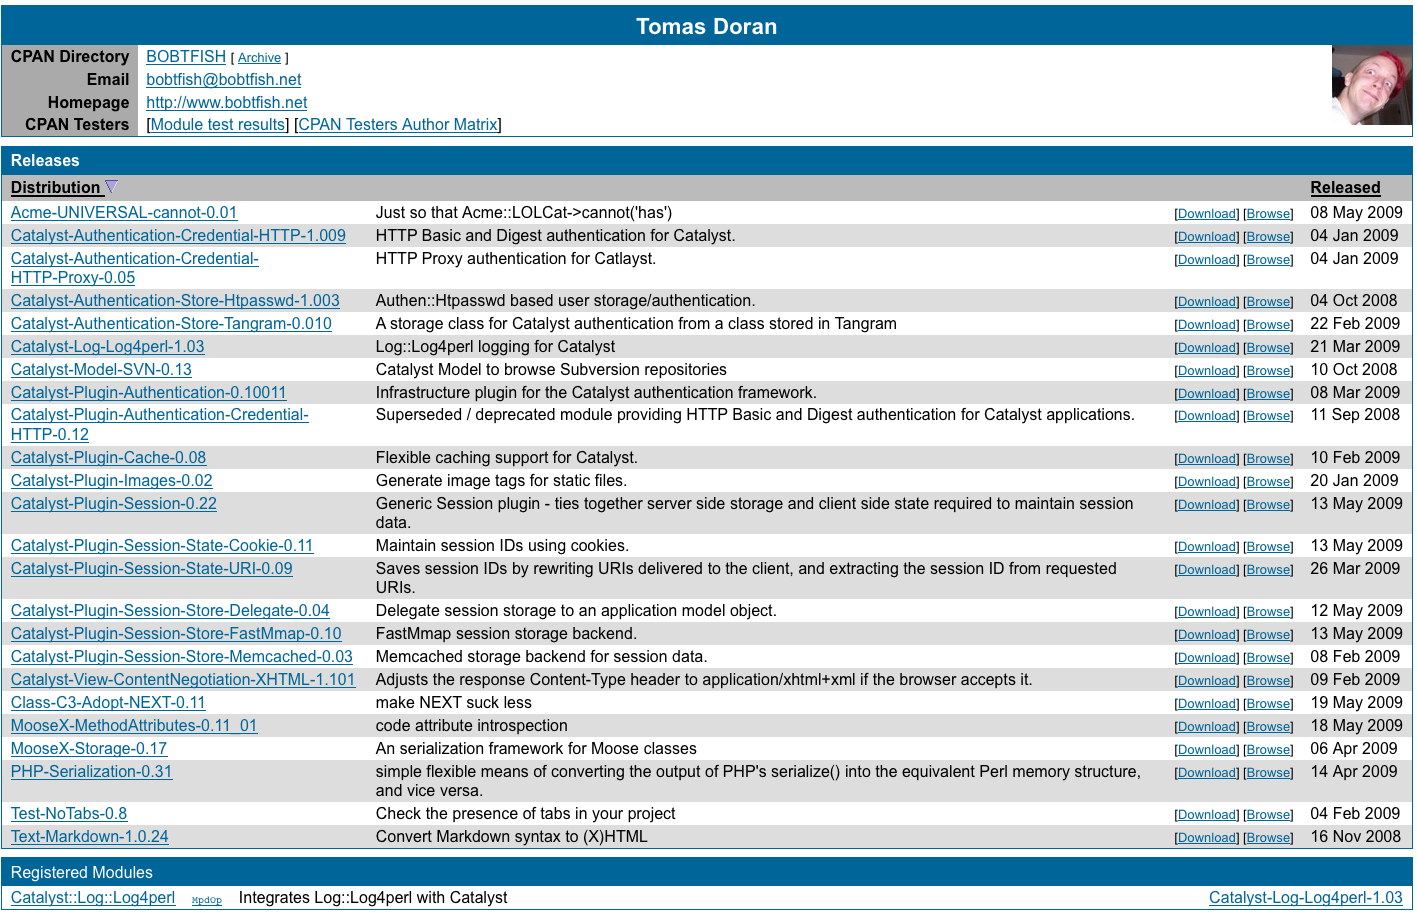 Tomas Doran
CPAN Directory BOBTFISH [ Archive ]
Email bobtfish@bobtfish.net
Homepage http://www.bobtfish.net
CPAN Testers [Module test results] [CPAN Testers Author Matrix]
Releases
Distribution Released
Acme-UNIVERSAL-cannot-0.01 Just so that Acme::LOLCat->cannot('has') [Download] [Browse] 08 May 2009
Catalyst-Authentication-Credential-HTTP-1.009 HTTP Basic and Digest authentication for Catalyst. [Download] [Browse] 04 Jan 2009
Catalyst-Authentication-Credential- HTTP Proxy authentication for Catlayst. [Download] [Browse] 04 Jan 2009
HTTP-Proxy-0.05
Catalyst-Authentication-Store-Htpasswd-1.003 Authen::Htpasswd based user storage/authentication. [Download] [Browse] 04 Oct 2008
Catalyst-Authentication-Store-Tangram-0.010 A storage class for Catalyst authentication from a class stored in Tangram [Download] [Browse] 22 Feb 2009
Catalyst-Log-Log4perl-1.03 Log::Log4perl logging for Catalyst [Download] [Browse] 21 Mar 2009
Catalyst-Model-SVN-0.13 Catalyst Model to browse Subversion repositories [Download] [Browse] 10 Oct 2008
Catalyst-Plugin-Authentication-0.10011 Infrastructure plugin for the Catalyst authentication framework. [Download] [Browse] 08 Mar 2009
Catalyst-Plugin-Authentication-Credential- Superseded / deprecated module providing HTTP Basic and Digest authentication for Catalyst applications. [Download] [Browse] 11 Sep 2008
HTTP-0.12
Catalyst-Plugin-Cache-0.08 Flexible caching support for Catalyst. [Download] [Browse] 10 Feb 2009
Catalyst-Plugin-Images-0.02 Generate image tags for static files. [Download] [Browse] 20 Jan 2009
Catalyst-Plugin-Session-0.22 Generic Session plugin - ties together server side storage and client side state required to maintain session [Download] [Browse] 13 May 2009
data.
Catalyst-Plugin-Session-State-Cookie-0.11 Maintain session IDs using cookies. [Download] [Browse] 13 May 2009
Catalyst-Plugin-Session-State-URI-0.09 Saves session IDs by rewriting URIs delivered to the client, and extracting the session ID from requested [Download] [Browse] 26 Mar 2009
URIs.
Catalyst-Plugin-Session-Store-Delegate-0.04 Delegate session storage to an application model object. [Download] [Browse] 12 May 2009
Catalyst-Plugin-Session-Store-FastMmap-0.10 FastMmap session storage backend. [Download] [Browse] 13 May 2009
Catalyst-Plugin-Session-Store-Memcached-0.03 Memcached storage backend for session data. [Download] [Browse] 08 Feb 2009
Catalyst-View-ContentNegotiation-XHTML-1.101 Adjusts the response Content-Type header to application/xhtml+xml if the browser accepts it. [Download] [Browse] 09 Feb 2009
Class-C3-Adopt-NEXT-0.11 make NEXT suck less [Download] [Browse] 19 May 2009
MooseX-MethodAttributes-0.11_01 code attribute introspection [Download] [Browse] 18 May 2009
MooseX-Storage-0.17 An serialization framework for Moose classes [Download] [Browse] 06 Apr 2009
PHP-Serialization-0.31 simple flexible means of converting the output of PHP's serialize() into the equivalent Perl memory structure, [Download] [Browse] 14 Apr 2009
and vice versa.
Test-NoTabs-0.8 Check the presence of tabs in your project [Download] [Browse] 04 Feb 2009
Text-Markdown-1.0.24 Convert Markdown syntax to (X)HTML [Download] [Browse] 16 Nov 2008
Registered Modules
Catalyst::Log::Log4perl MpdOp Integrates Log::Log4perl with Catalyst Catalyst-Log-Log4perl-1.03